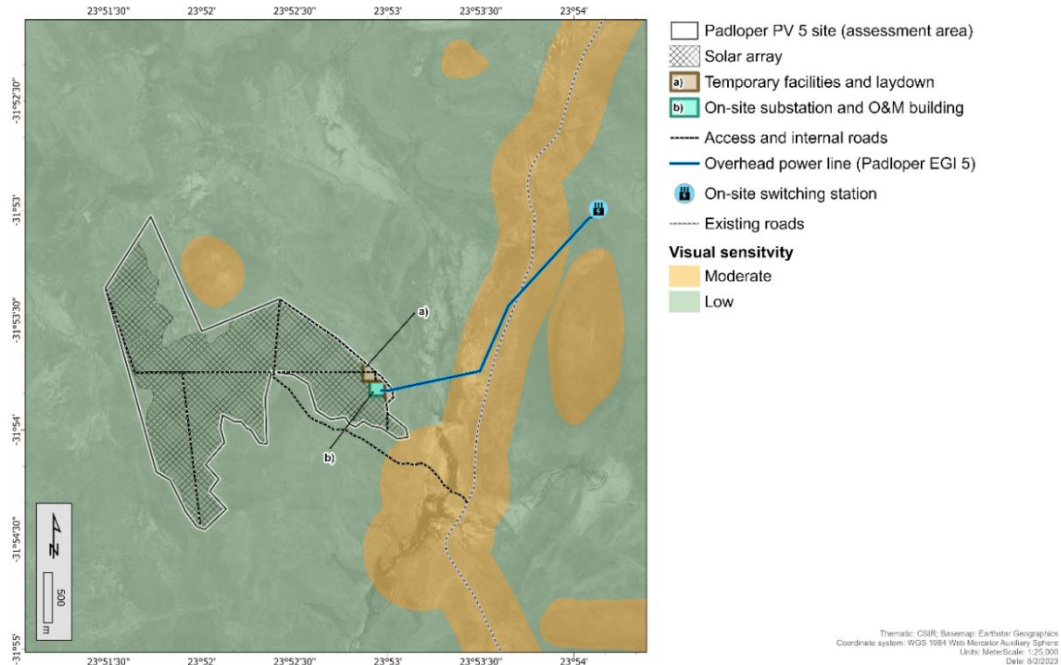 23°51'30" 23°52' 23°52'30" 23°53' 23°53'30" 23°54'
-31°52'30"
-31°53'
-31°53'30"
-31°54'
-31°54'30"
-31°55'
a)
b)
N
500
m
Padloper PV 5 site (assessment area)
Solar array
a) Temporary facilities and laydown
b) On-site substation and O&M building
Access and internal roads
Overhead power line (Padloper EGI 5)
On-site switching station
Existing roads
Visual sensitvity
Moderate
Low
23°51'30" 23°52' 23°52'30" 23°53' 23°53'30" 23°54'
Thematic: CSIR; Basemap: Earthstar Geographics
Coordinate system: WGS 1984 Web Mercator Auxiliary Sphere
Units: MeterScale: 1:25,000
Date: 8/2/2023